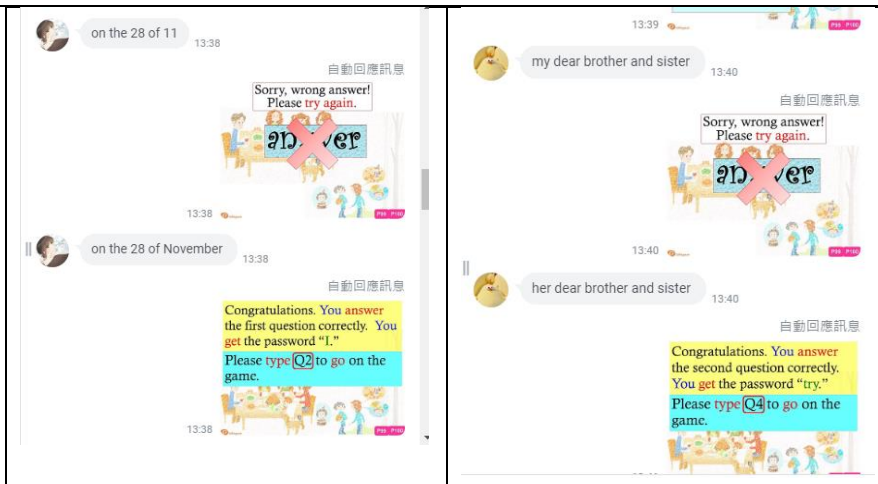 on the 28 of 11
13:38
自動回應訊息
Sorry, wrong answer!
Please try again.
answer
13:38
on the 28 of November
13:38
自動回應訊息
Congratulations. You answer
the first question correctly. You
get the password “I.”
Please type Q2 to go on the
game.
13:38
13:39
my dear brother and sister
13:40
自動回應訊息
Sorry, wrong answer!
Please try again.
answer
13:40
her dear brother and sister
13:40
自動回應訊息
Congratulations. You answer
the second question correctly.
You get the password “try.”
Please type Q4 to go on the
game.